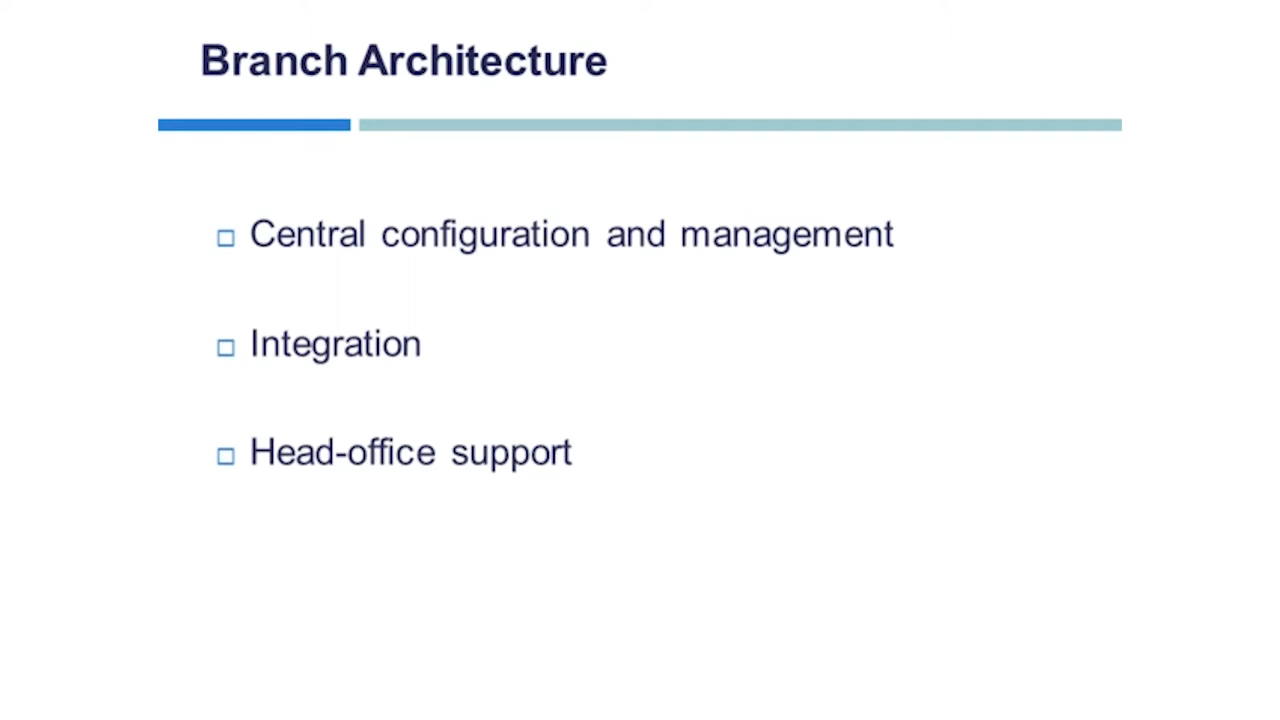 Branch Architecture
Central configuration and management
Integration
Head-office support